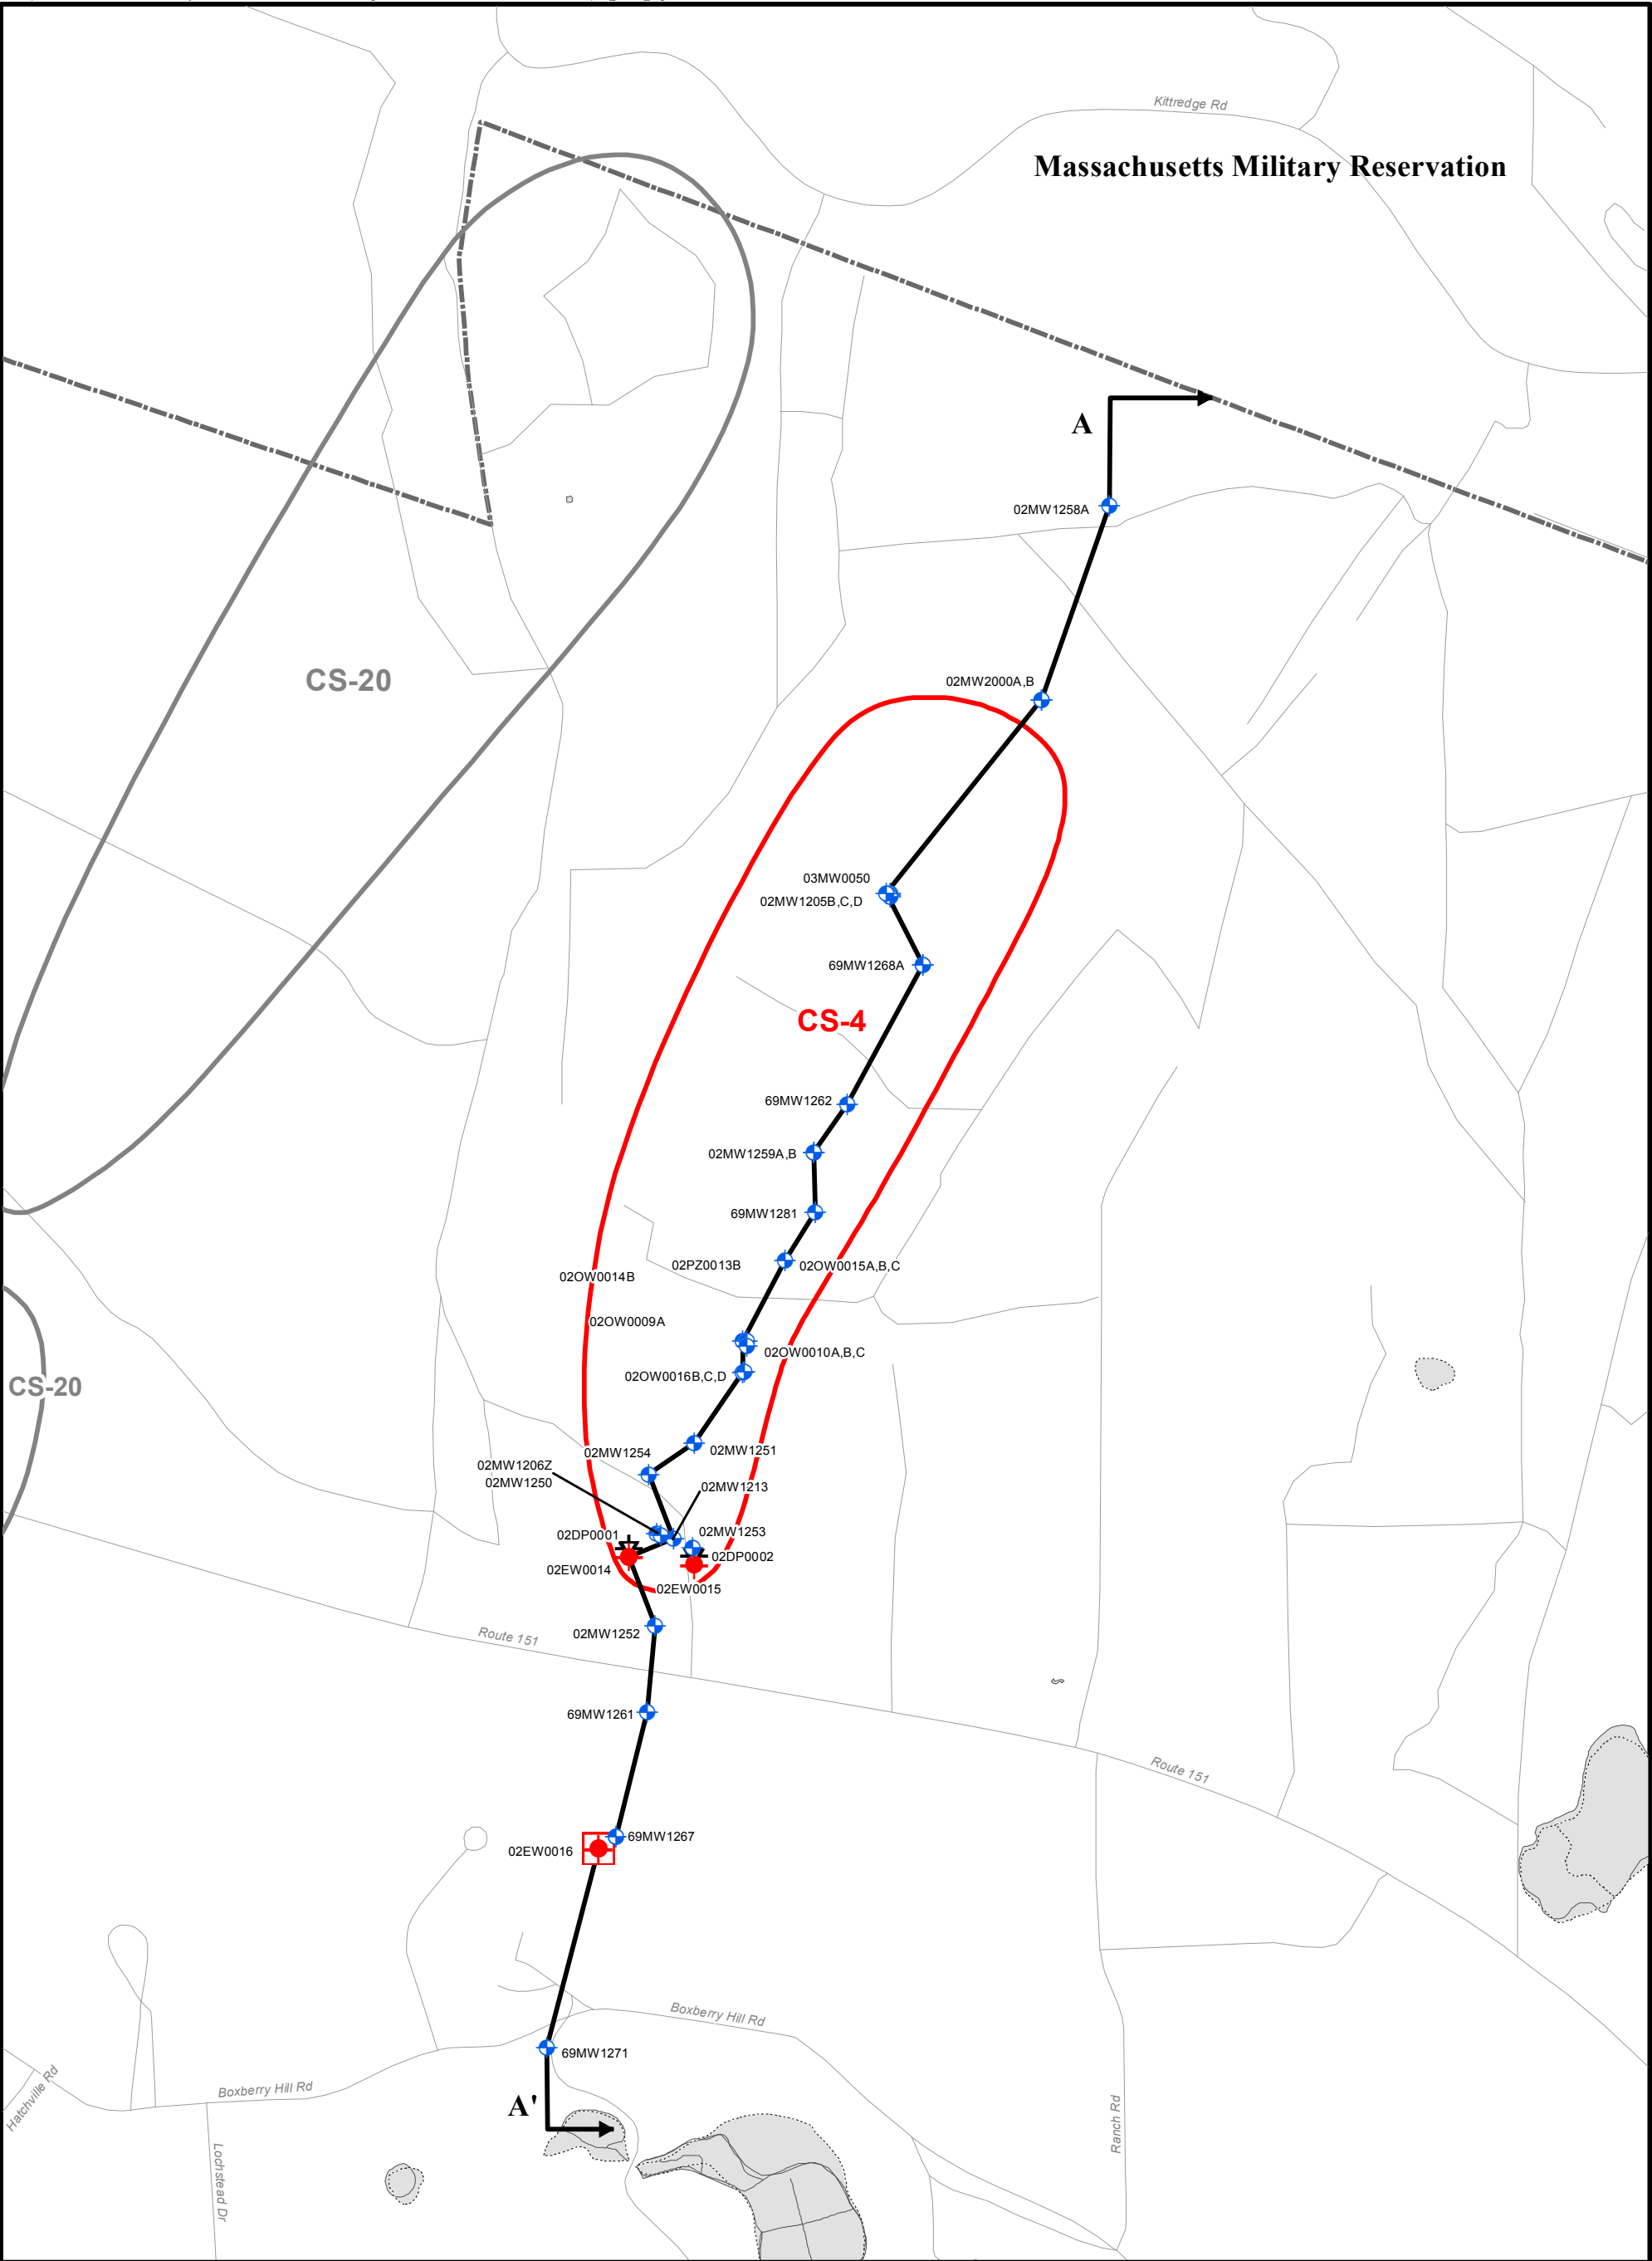 Kittredge Rd
Massachusetts Military Reservation
A
02MW1258A
CS-20
02MW2000A,B
03MW0050
02MW1205B,C,D
69MW1268A
CS-4
69MW1262
02MW1259A,B
69MW1281
02PZ0013B
02OW0015A,B,C
02OW0014B
02OW0009A
02OW0010A,B,C
02OW0016B,C,D
CS-20
02MW1251
02MW1254
02MW1206Z
02MW1250
02MW1213
02DP0001
02MW1253
02DP0002
02EW0014
02EW0015
02MW1252
Route 151
69MW1261
Route 151
69MW1267
02EW0016
Boxberry Hill Rd
69MW1271
Hatchville Rd
Boxberry Hill Rd
A'
Ranch Rd
Lochstead Dr